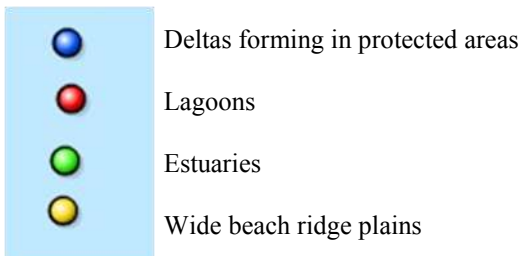 Deltas forming in protected areas
Lagoons
Estuaries
Wide beach ridge plains